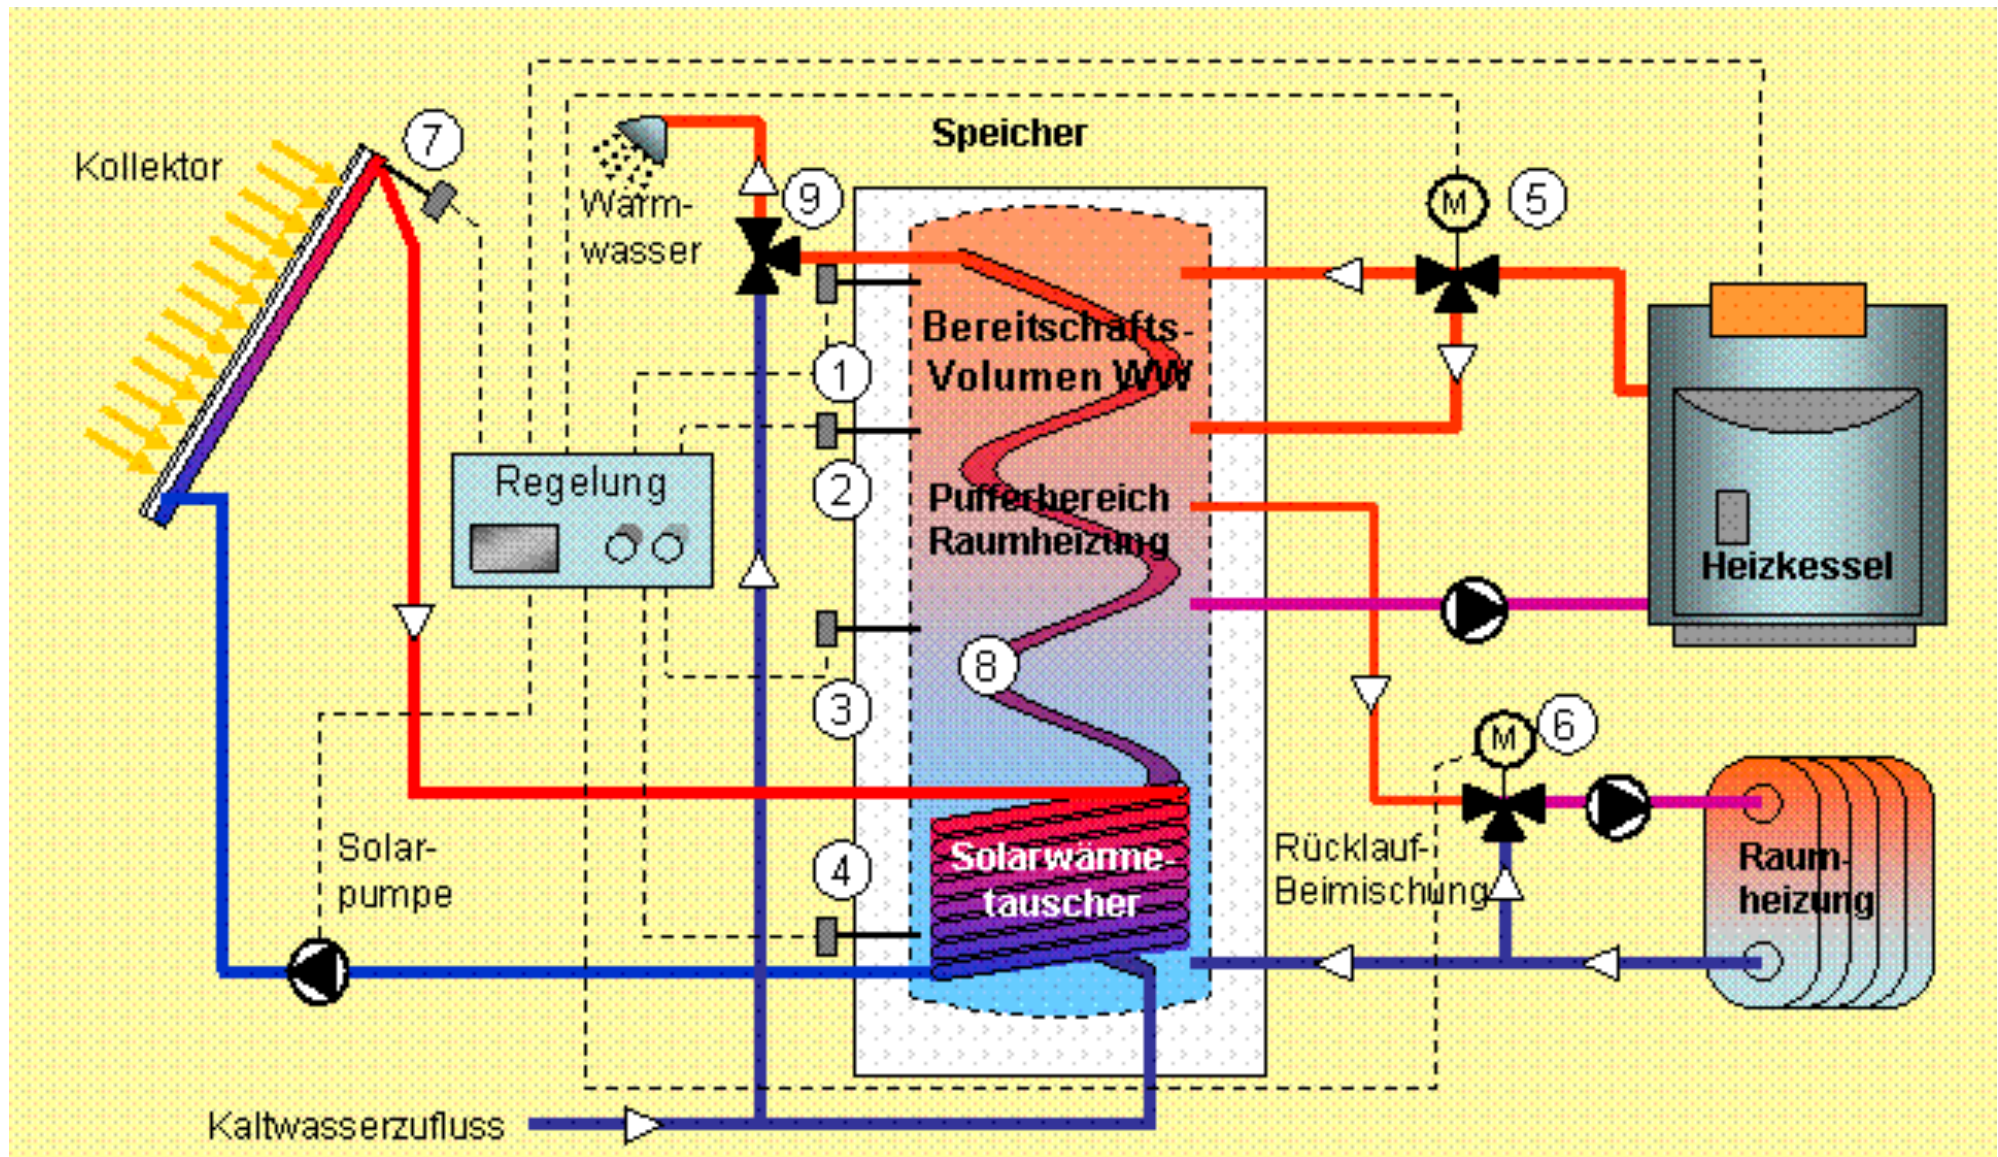 Speicher
Kollektor
7
Warm-
wasser
9
M
5
Bereitschafts-
Volumen WW
1
Regelung
2
Pufferbereich
Raumheizung
Heizkessel
8
3
M
6
Solar-
pumpe
4
Solarwärme-
tauscher
Rücklauf-
Beimischung
Raum-
heizung
Kaltwasserzufluss